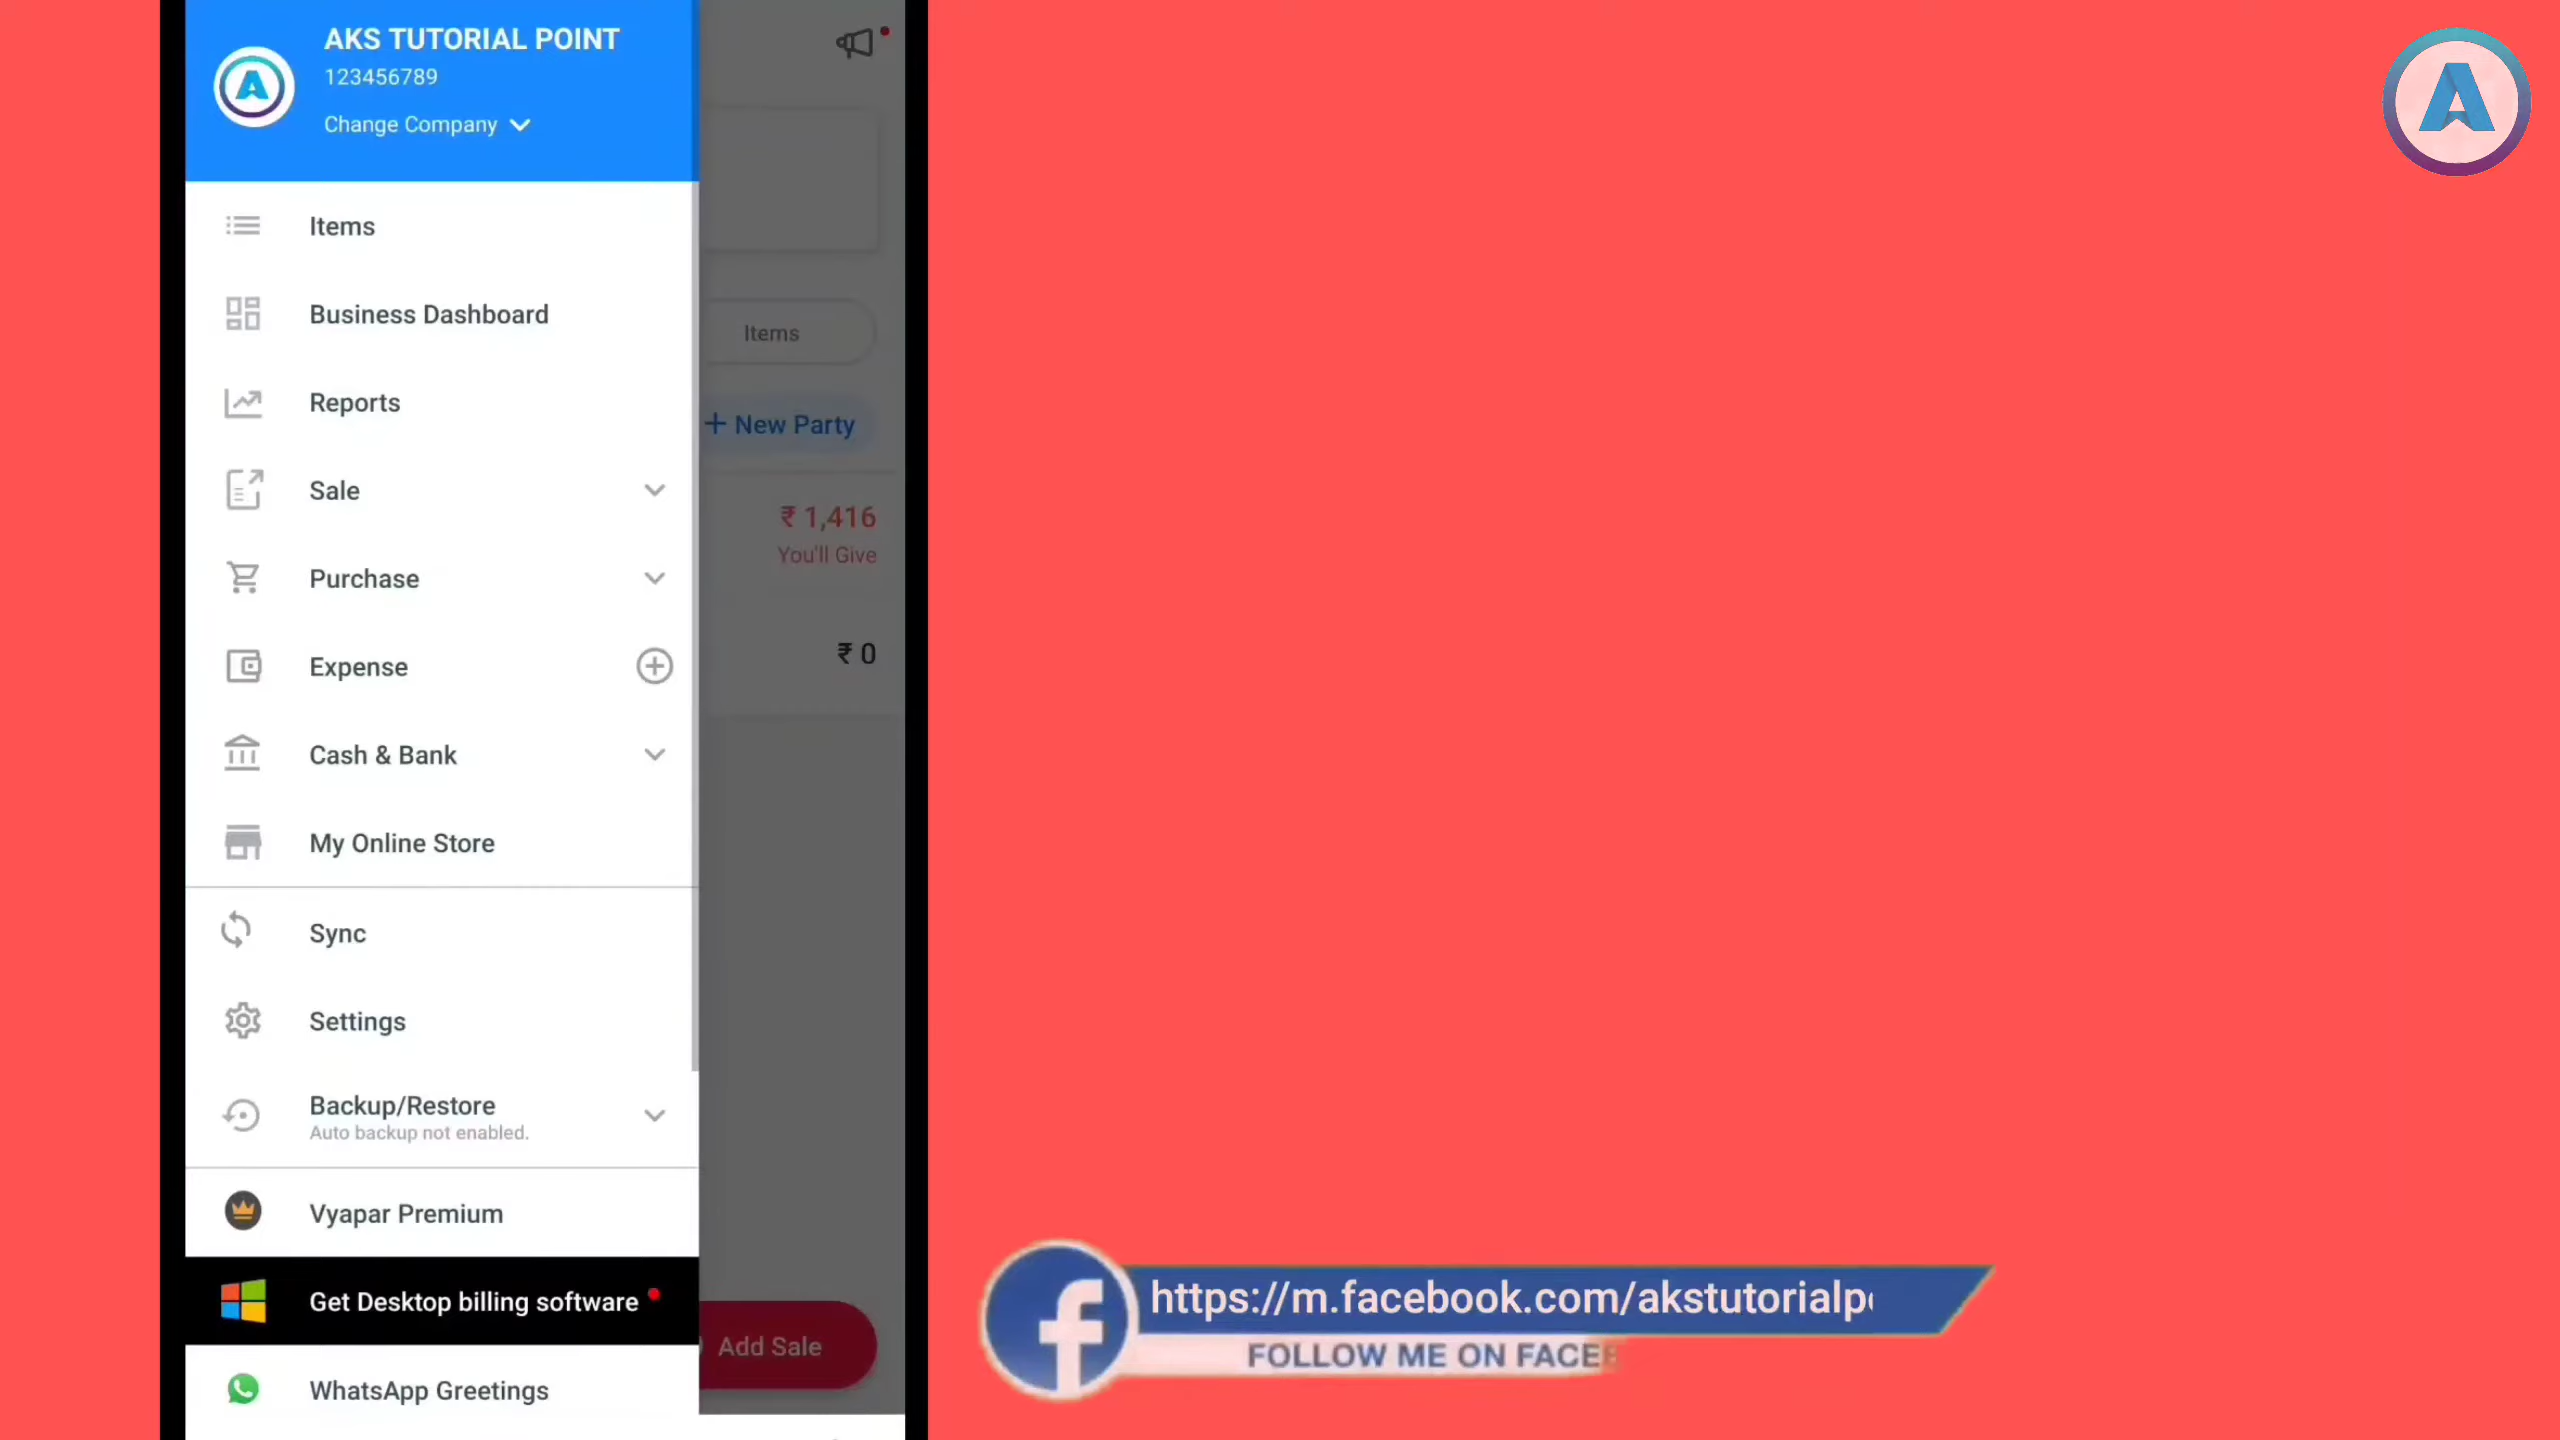 AKS TUTORIAL POINT
123456789
Change Company
Items
Business Dashboard
Reports
Sale
Purchase
Expense
Cash & Bank
My Online Store
Sync
Settings
Backup/Restore
Auto backup not enabled.
Vyapar Premium
Get Desktop billing software
WhatsApp Greetings
Items
+ New Party
₹ 1,416
You'll Give
₹ 0
Add Sale
https://m.facebook.com/akstutorialp
FOLLOW ME ON FACE